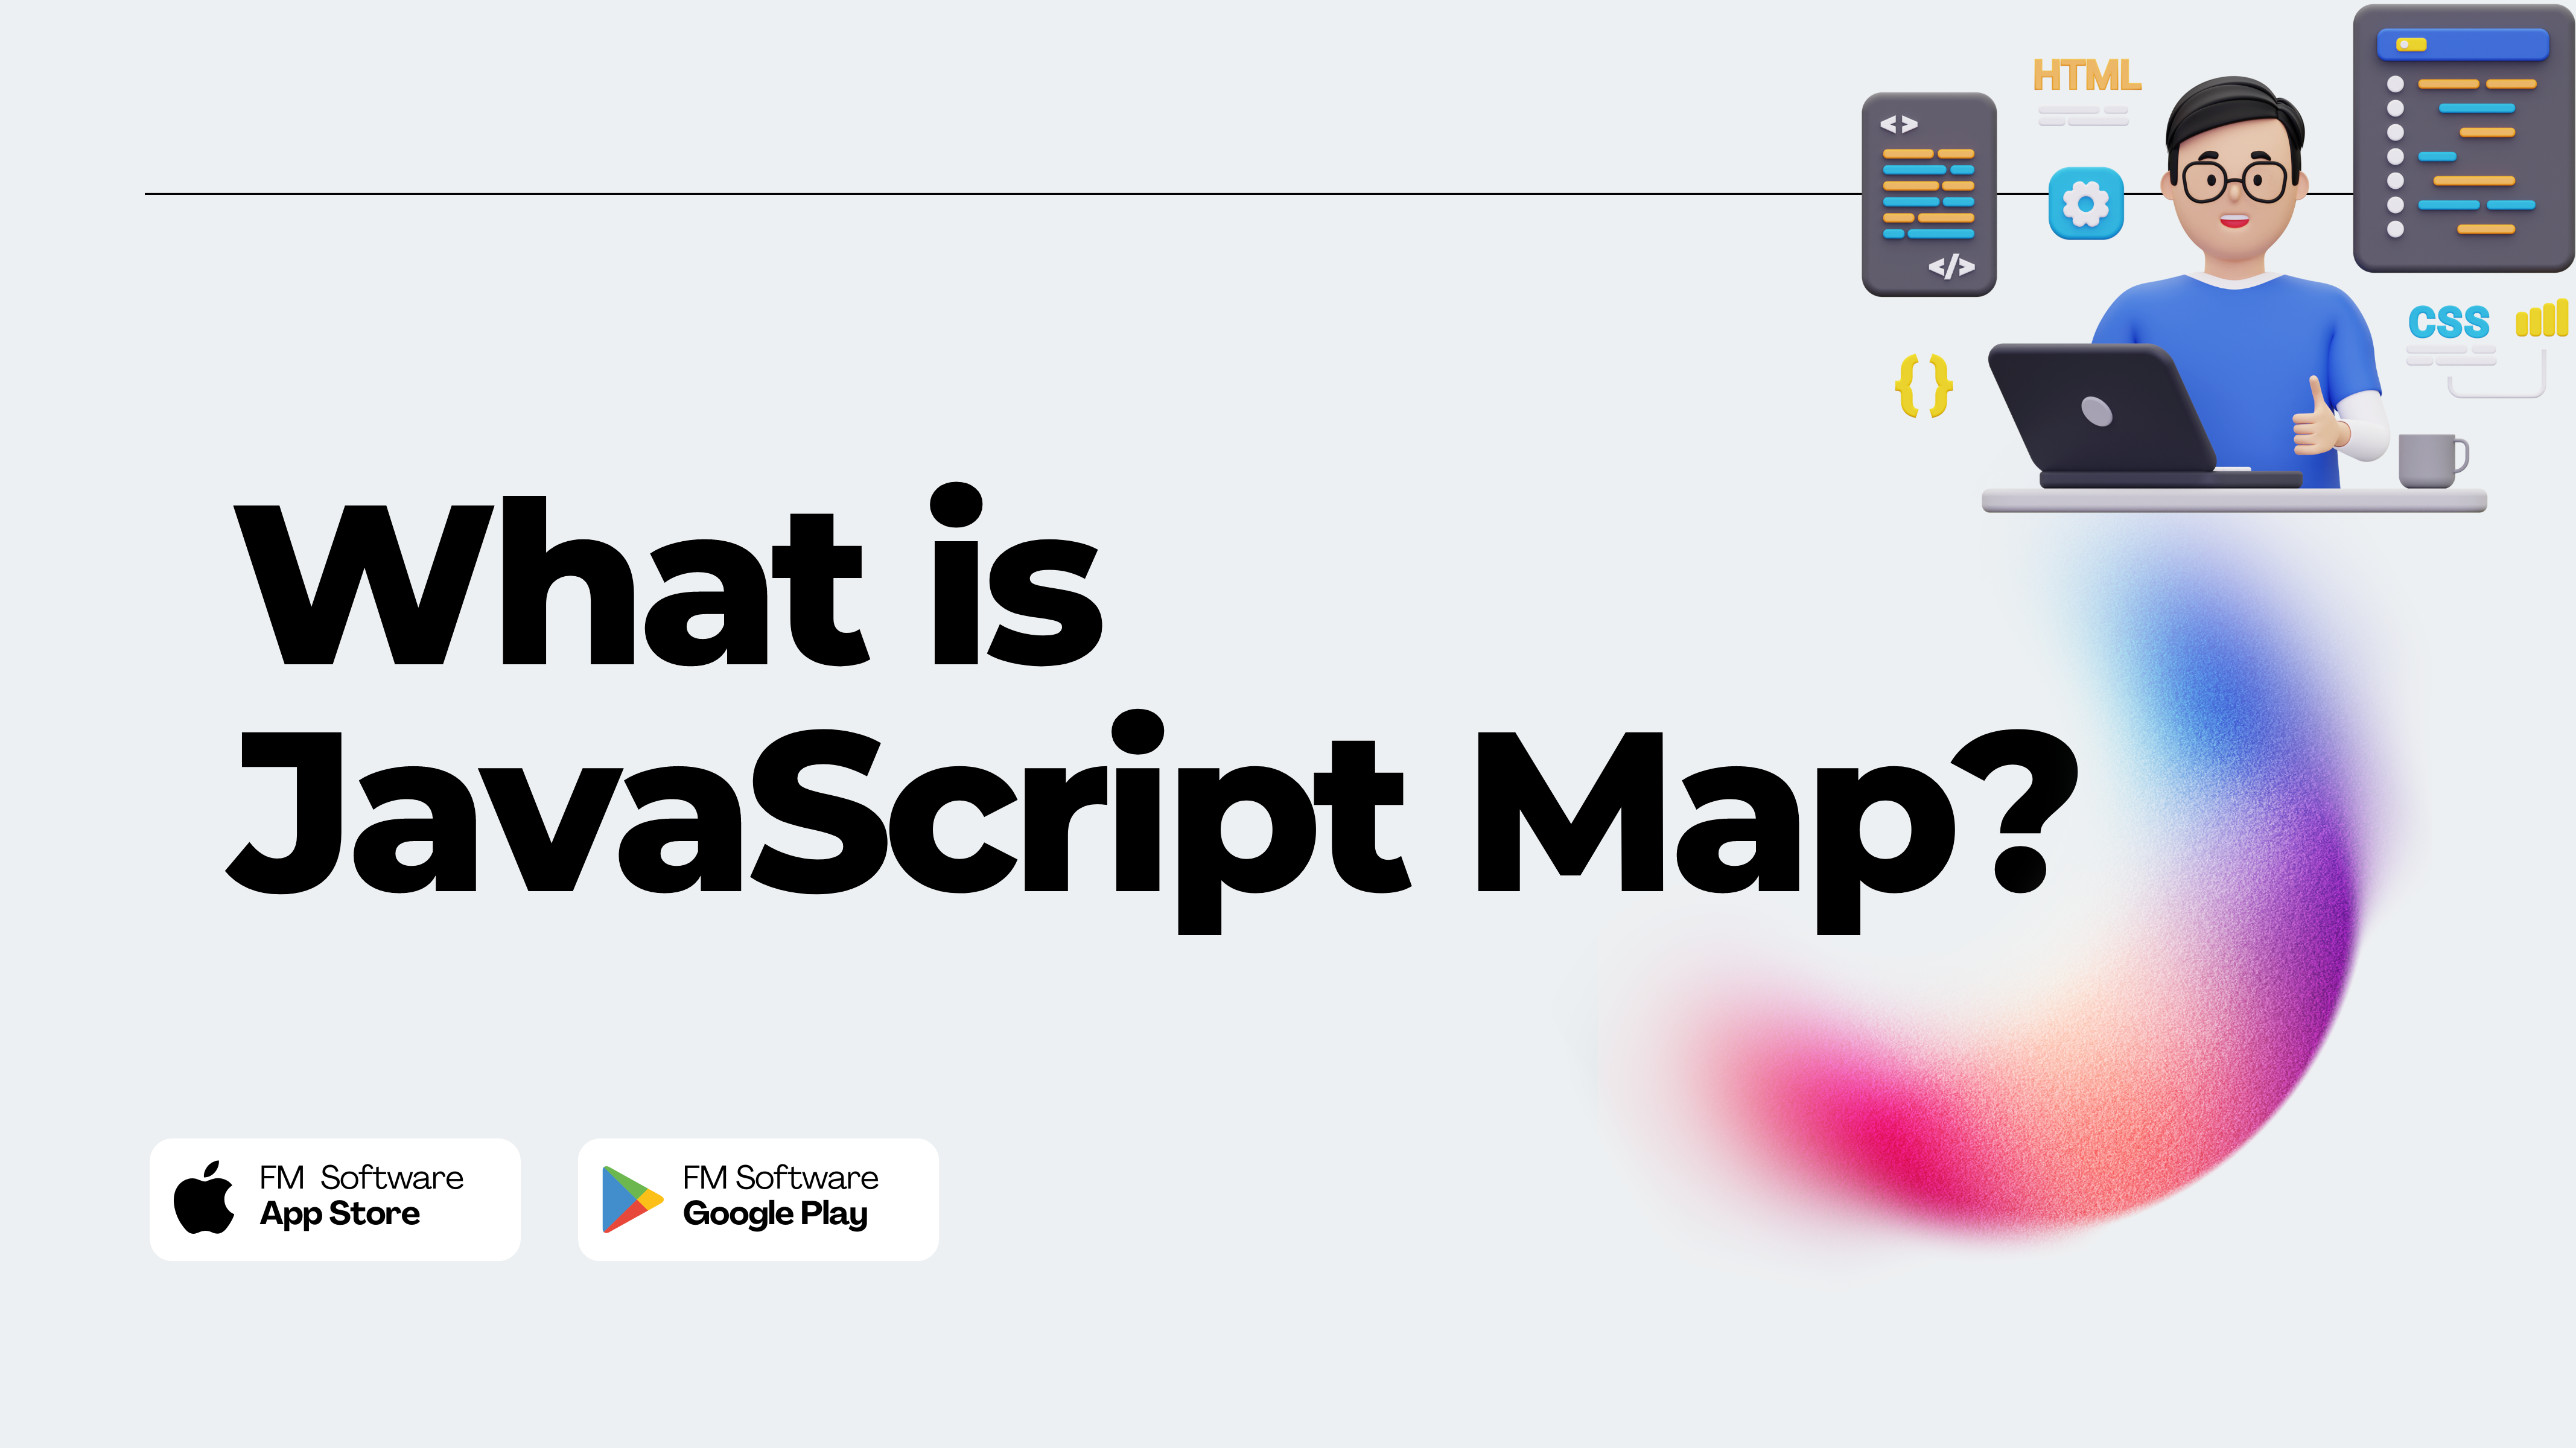 HTML
<>
</>
CSS
{}
What is
JavaScript Map?
FM Software
App Store
FM Software
Google Play